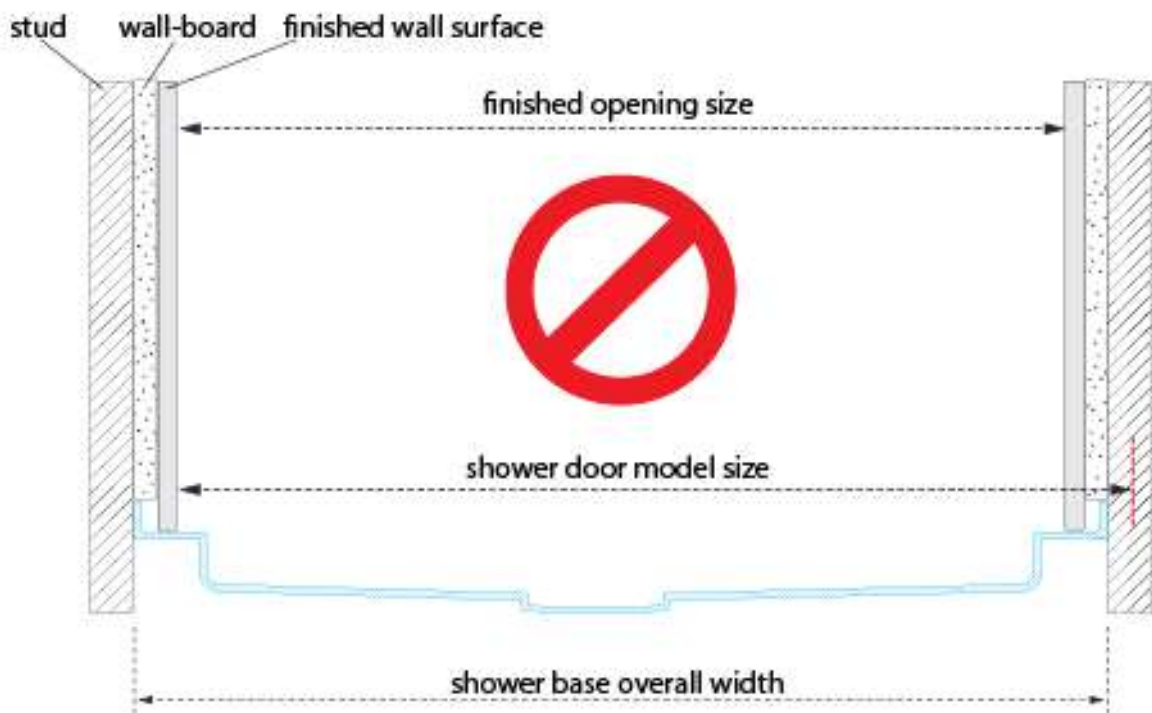 stud wall-board finished wall surface
finished opening size
shower door model size
shower base overall width